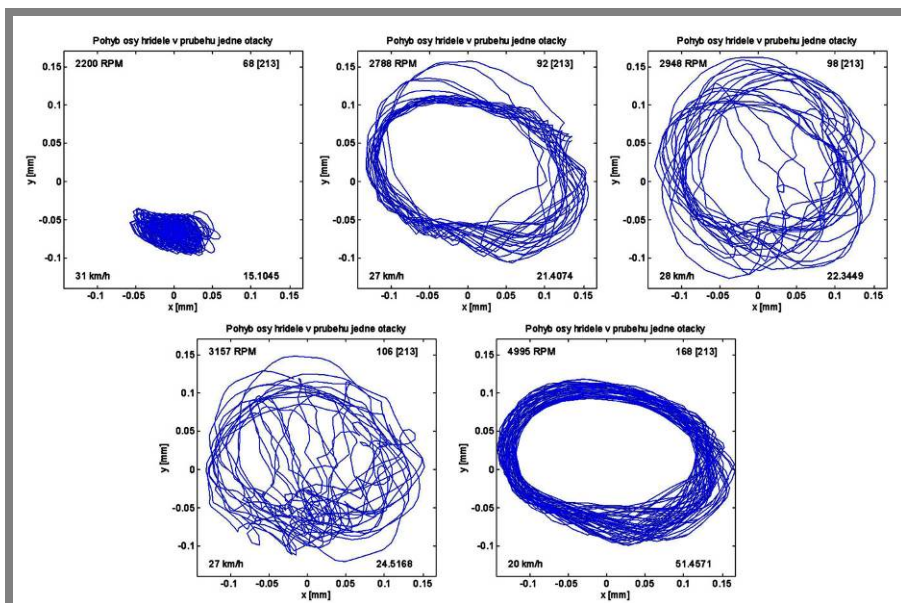 Pohyb osy hridele v prubehu jedne otacky
2200 RPM 68 [213]
0.15
0.1
0.05
0
-0.05
-0.1
y [mm]
31 km/h 15.1045
-0.1 -0.05 0 0.05 0.1 0.15
x [mm]
Pohyb osy hridele v prubehu jedne otacky
2788 RPM 92 [213]
0.15
0.1
0.05
0
-0.05
-0.1
y [mm]
27 km/h 21.4074
-0.1 -0.05 0 0.05 0.1 0.15
x [mm]
Pohyb osy hridele v prubehu jedne otacky
2948 RPM 98 [213]
0.15
0.1
0.05
0
-0.05
-0.1
y [mm]
28 km/h 22.3449
-0.1 -0.05 0 0.05 0.1 0.15
x [mm]
Pohyb osy hridele v prubehu jedne otacky
3157 RPM 106 [213]
0.15
0.1
0.05
0
-0.05
-0.1
y [mm]
27 km/h 24.5168
-0.1 -0.05 0 0.05 0.1 0.15
x [mm]
Pohyb osy hridele v prubehu jedne otacky
4995 RPM 168 [213]
0.15
0.1
0.05
0
-0.05
-0.1
y [mm]
20 km/h 51.4571
-0.1 -0.05 0 0.05 0.1 0.15
x [mm]